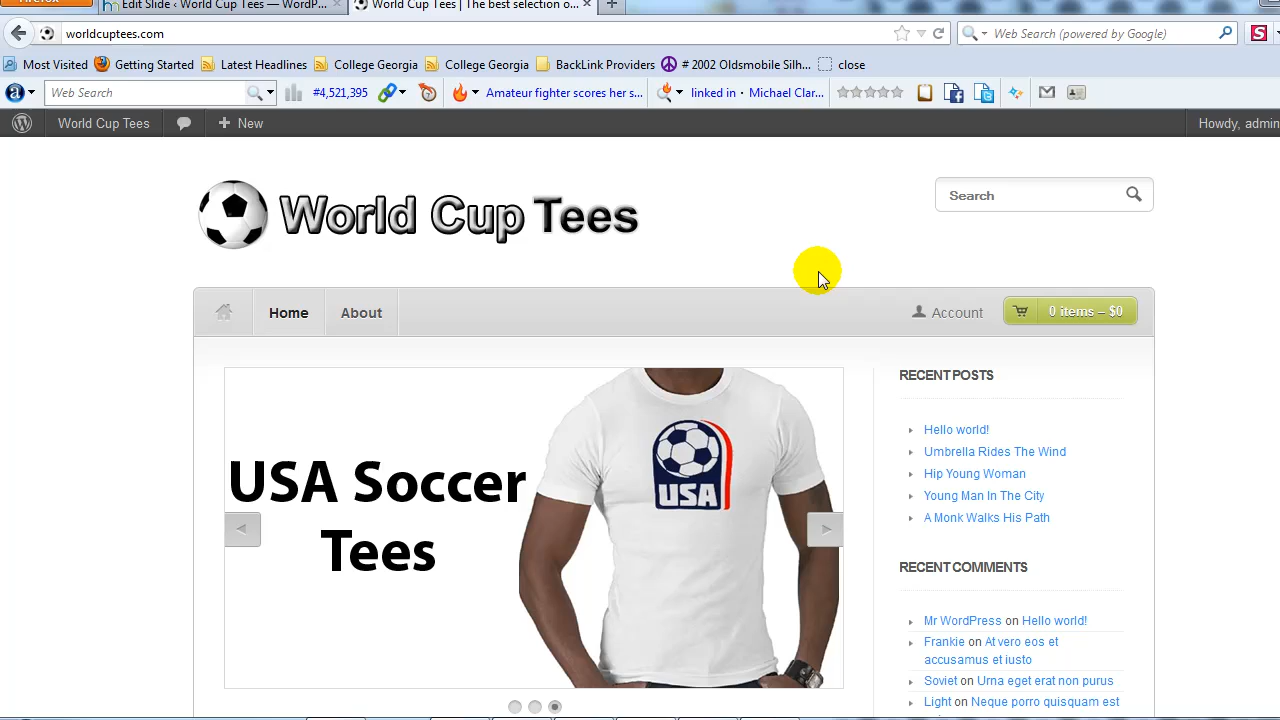 Firefox
Edit Slide ‹ World Cup Tees — WordP...
World Cup Tees | The best selection o...
worldcuptees.com
Web Search (powered by Google)
Most Visited
Getting Started
Latest Headlines
College Georgia
College Georgia
BackLink Providers
# 2002 Oldsmobile Silh...
close
Web Search
#4,521,395
Amateur fighter scores her s...
linked in • Michael Clar...
World Cup Tees
New
Howdy, admin
World Cup Tees
Search
Home
About
Account
0 items – $0
USA Soccer
Tees
USA
RECENT POSTS
Hello world!
Umbrella Rides The Wind
Hip Young Woman
Young Man In The City
A Monk Walks His Path
RECENT COMMENTS
Mr WordPress on Hello world!
Frankie on At vero eos et
accusamus et iusto
Soviet on Urna eget erat non purus
Light on Neque porro quisquam est